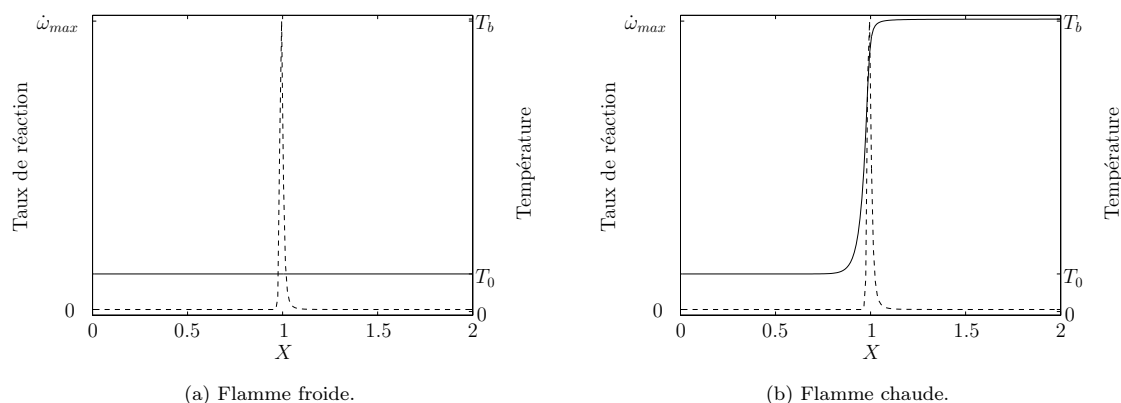 ω̇max
Taux de réaction
0
0
0.5
1
1.5
2
X
Tb
Température
T0
0
(a) Flamme froide.
ω̇max
Taux de réaction
0
0
0.5
1
1.5
2
X
Tb
Température
T0
0
(b) Flamme chaude.